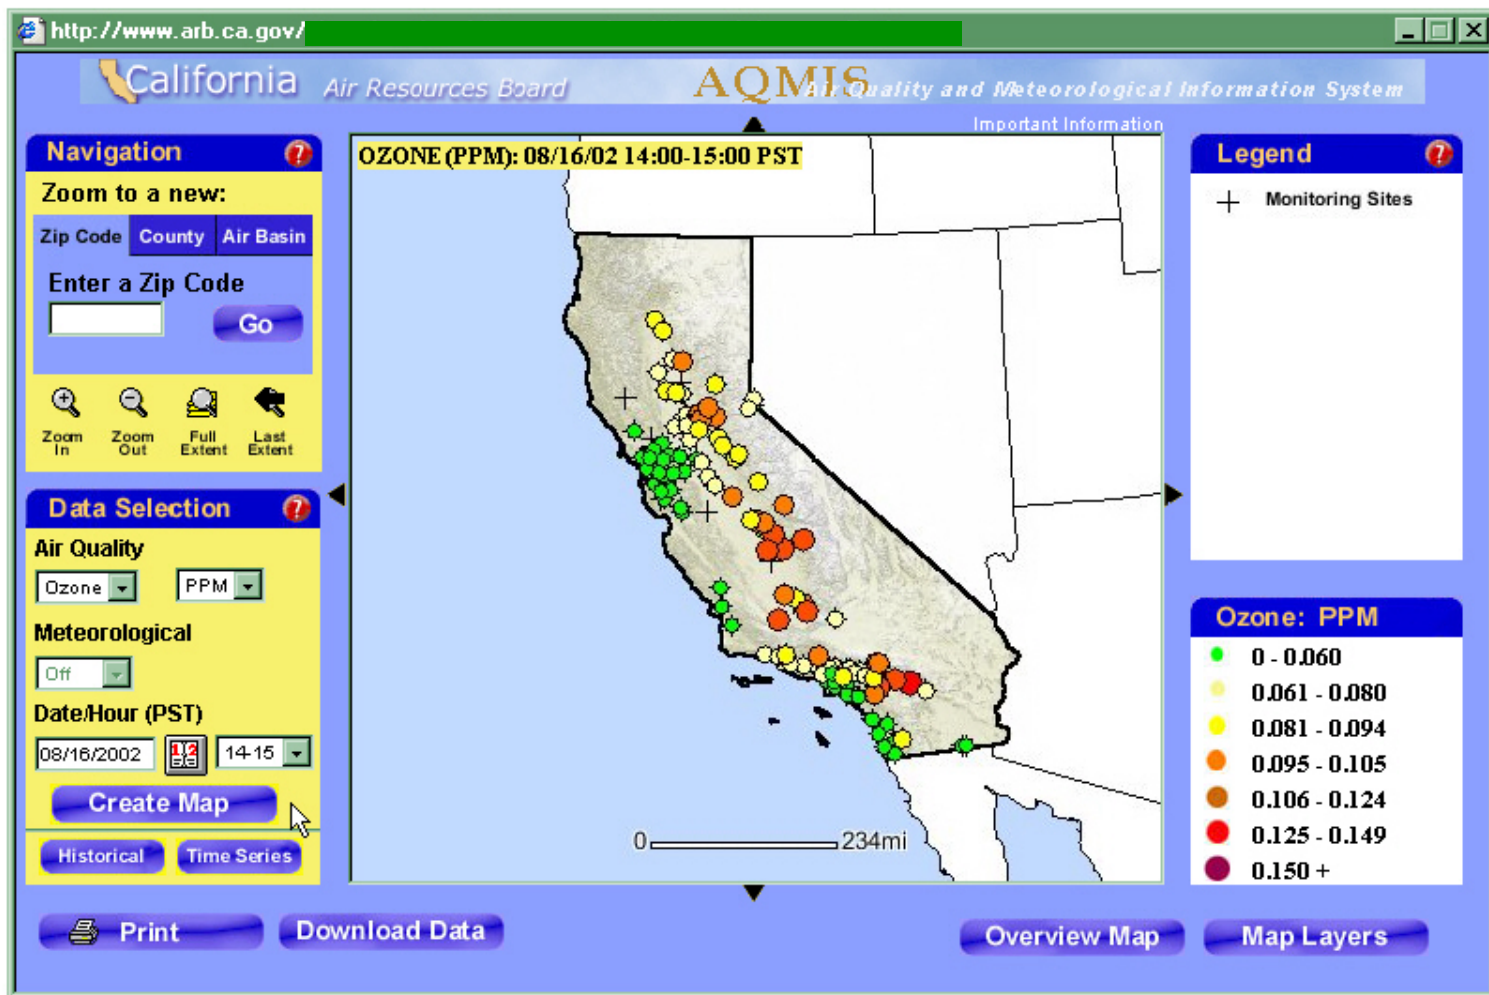 http://www.arb.ca.gov/
California Air Resources Board AQMIS Air Quality and Meteorological Information System
Important Information
Navigation ?
Zoom to a new:
Zip Code County Air Basin
Enter a Zip Code
Go
Zoom In
Zoom Out
Full Extent
Last Extent
Data Selection ?
Air Quality
Ozone PPM
Meteorological
Off
Date/Hour (PST)
08/16/2002 12 14-15
Create Map
Historical Time Series
OZONE (PPM): 08/16/02 14:00-15:00 PST
0 234mi
Legend ?
Monitoring Sites
Ozone: PPM
0 - 0.060
0.061 - 0.080
0.081 - 0.094
0.095 - 0.105
0.106 - 0.124
0.125 - 0.149
0.150 +
Print Download Data Overview Map Map Layers